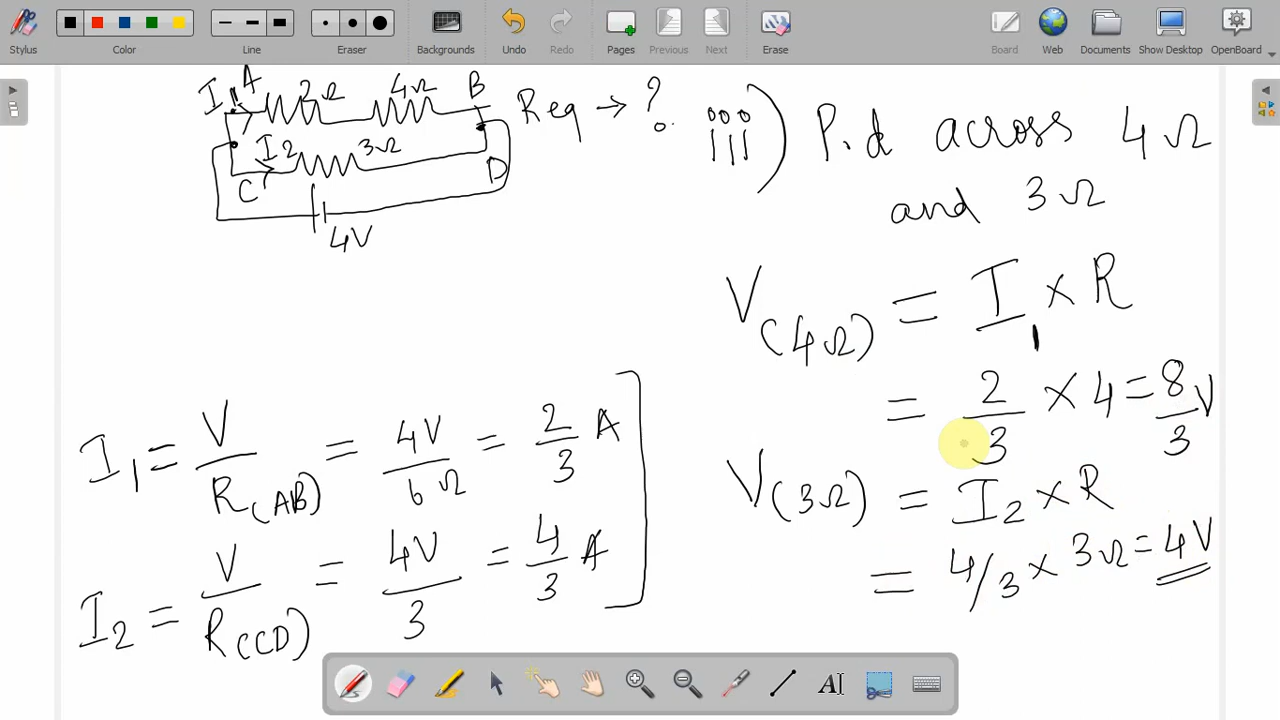 Stylus Color Line Eraser Backgrounds Undo Redo Pages Previous Next Erase Board Web Documents Show Desktop OpenBoard
I1 A 2Ω 4Ω B
I2 3Ω
C D
4V
Req → ?
iii) P.d across 4Ω
and 3Ω
V(4Ω) = I1 × R
= 2/3 × 4 = 8/3 V
V(3Ω) = I2 × R
= 4/3 × 3Ω = 4V
I1 = V/R(AB) = 4V/6Ω = 2/3 A
I2 = V/R(CD) = 4V/3 = 4/3 A